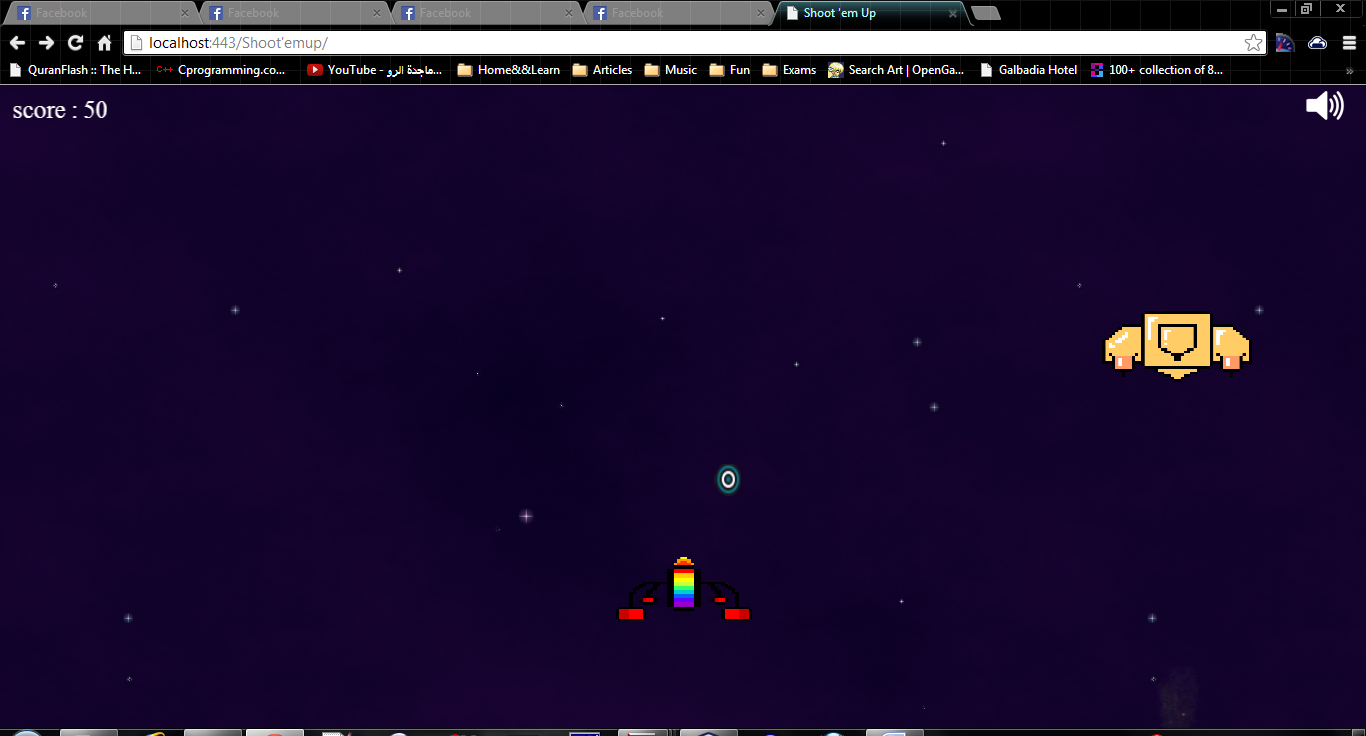 Facebook Facebook Facebook Facebook Shoot 'em Up
localhost:443/Shoot'emup/
QuranFlash :: The H... Cprogramming.co... YouTube - ماجدة الرو... Home&&Learn Articles Music Fun Exams Search Art | OpenGa... Galbadia Hotel 100+ collection of 8...
score : 50